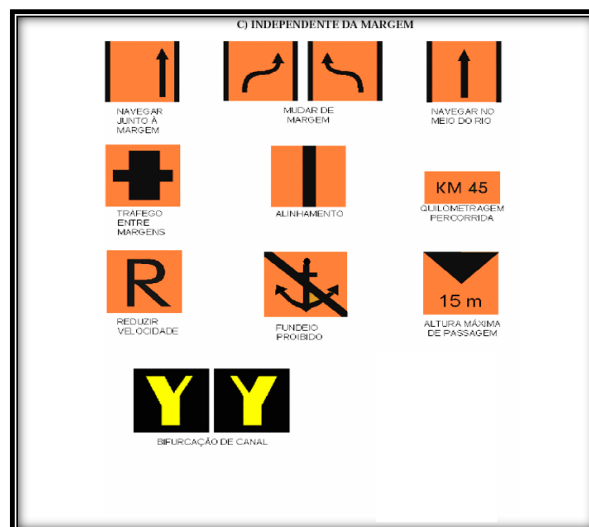 C) INDEPENDENTE DA MARGEM
NAVEGAR
JUNTO À
MARGEM
MUDAR DE
MARGEM
NAVEGAR NO
MEIO DO RIO
TRAFEGO
ENTRE
MARGENS
ALINHAMENTO
KM 45
QUILOMETRAGEM
PERCORRIDA
R
REDUZIR
VELOCIDADE
FUNDEIO
PROIBIDO
15 m
ALTURA MÁXIMA
DE PASSAGEM
Y Y
BIFURCAÇÃO DE CANAL